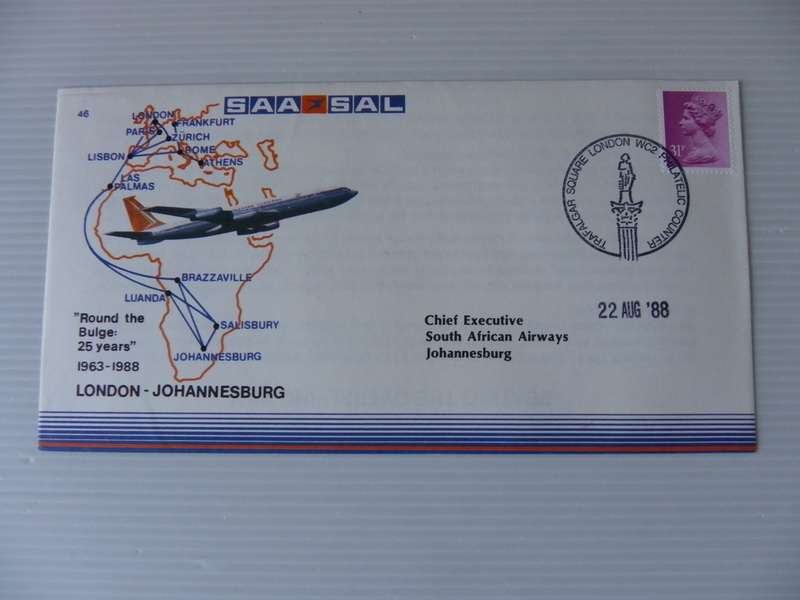 46
SAA SAL
LONDON
FRANKFURT
PARIS
ZÜRICH
LISBON
ROME
ATHENS
LAS
PALMAS
BRAZZAVILLE
LUANDA
SALISBURY
JOHANNESBURG
"Round the
Bulge:
25 years"
1963-1988
LONDON - JOHANNESBURG
31P
TRAFALGAR SQUARE LONDON WC2 PHILATELIC COUNTER
22 AUG '88
Chief Executive
South African Airways
Johannesburg